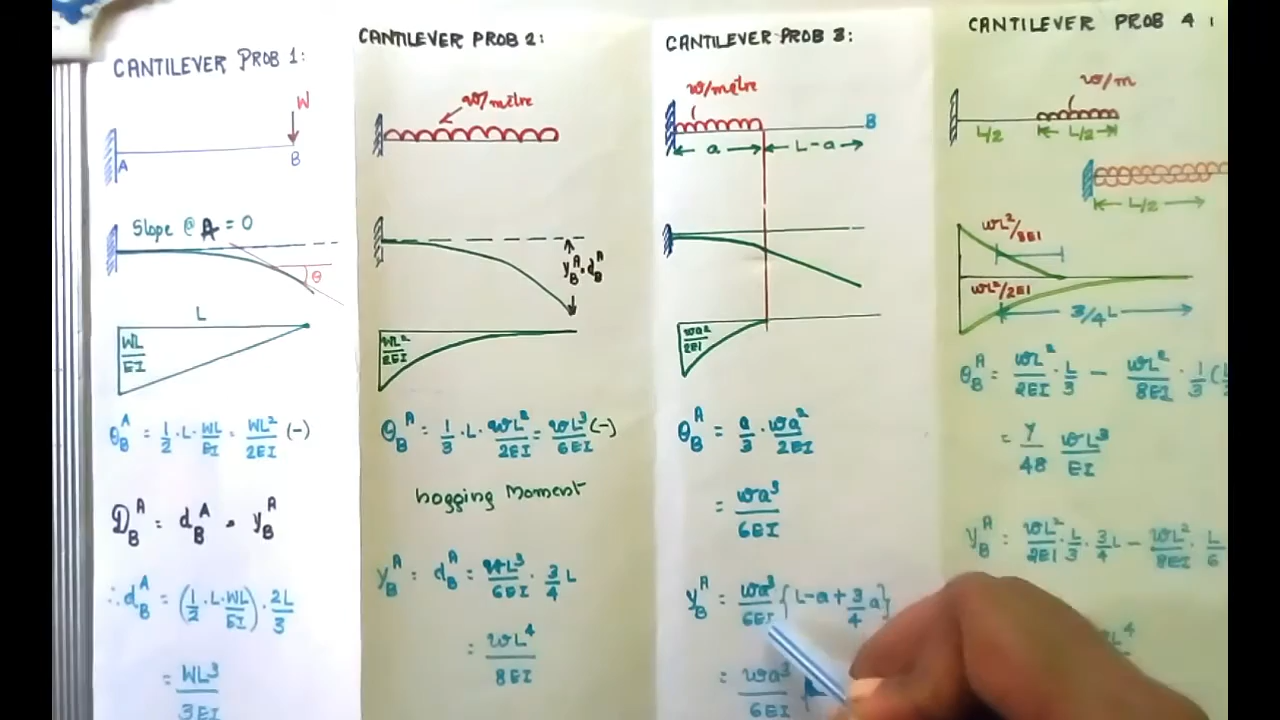 CANTILEVER PROB 1:
W
A
B
Slope @ A = 0
θ
L
WL/EI
θ_B^A = 1/2 · L · WL/EI = WL²/2EI (-)
D_B^A = d_B^A = y_B^A
∴ d_B^A = (1/2 · L · WL/EI) · 2L/3
= WL³/3EI
CANTILEVER PROB 2:
w/metre
y_B^A = d_B^A
WL²/2EI
θ_B^A = 1/3 · L · wL²/2EI = wL³/6EI (-)
hogging Moment
y_B^A = d_B^A = wL³/6EI · 3/4 L
= wL⁴/8EI
CANTILEVER PROB 3:
w/metre
B
a
L-a
wa²/2EI
θ_B^A = a/3 · wa²/2EI
= wa³/6EI
y_B^A = wa³/6EI {L-a+3/4 a}
= wa³/6EI
CANTILEVER PROB 4 :
w/m
L/2
L/2
L/2
wL²/8EI
wL²/2EI
3/4 L
θ_B^A = wL²/2EI · L/3 - wL²/8EI · 1/3 (
= 7/48 wL³/EI
y_B^A = wL²/2EI · L/3 · 3/4 L - wL²/8EI · L/6